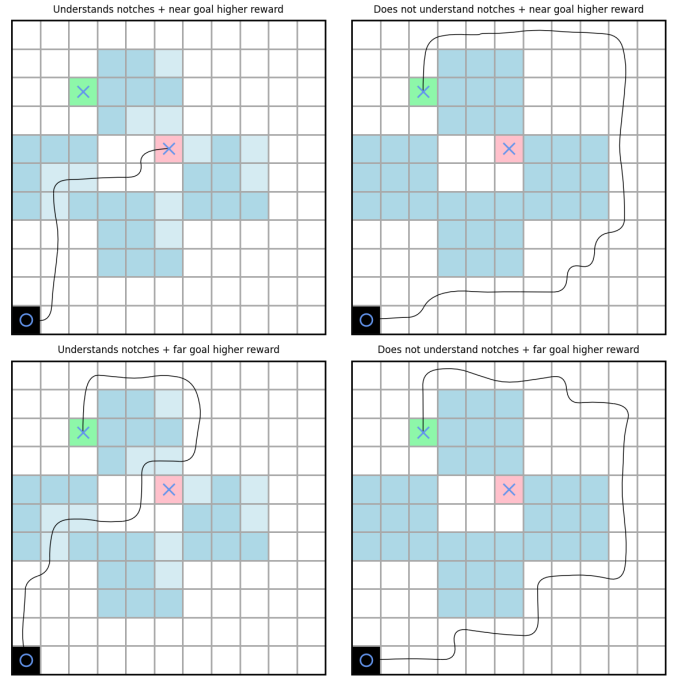 Understands notches + near goal higher reward
Does not understand notches + near goal higher reward
Understands notches + far goal higher reward
Does not understand notches + far goal higher reward